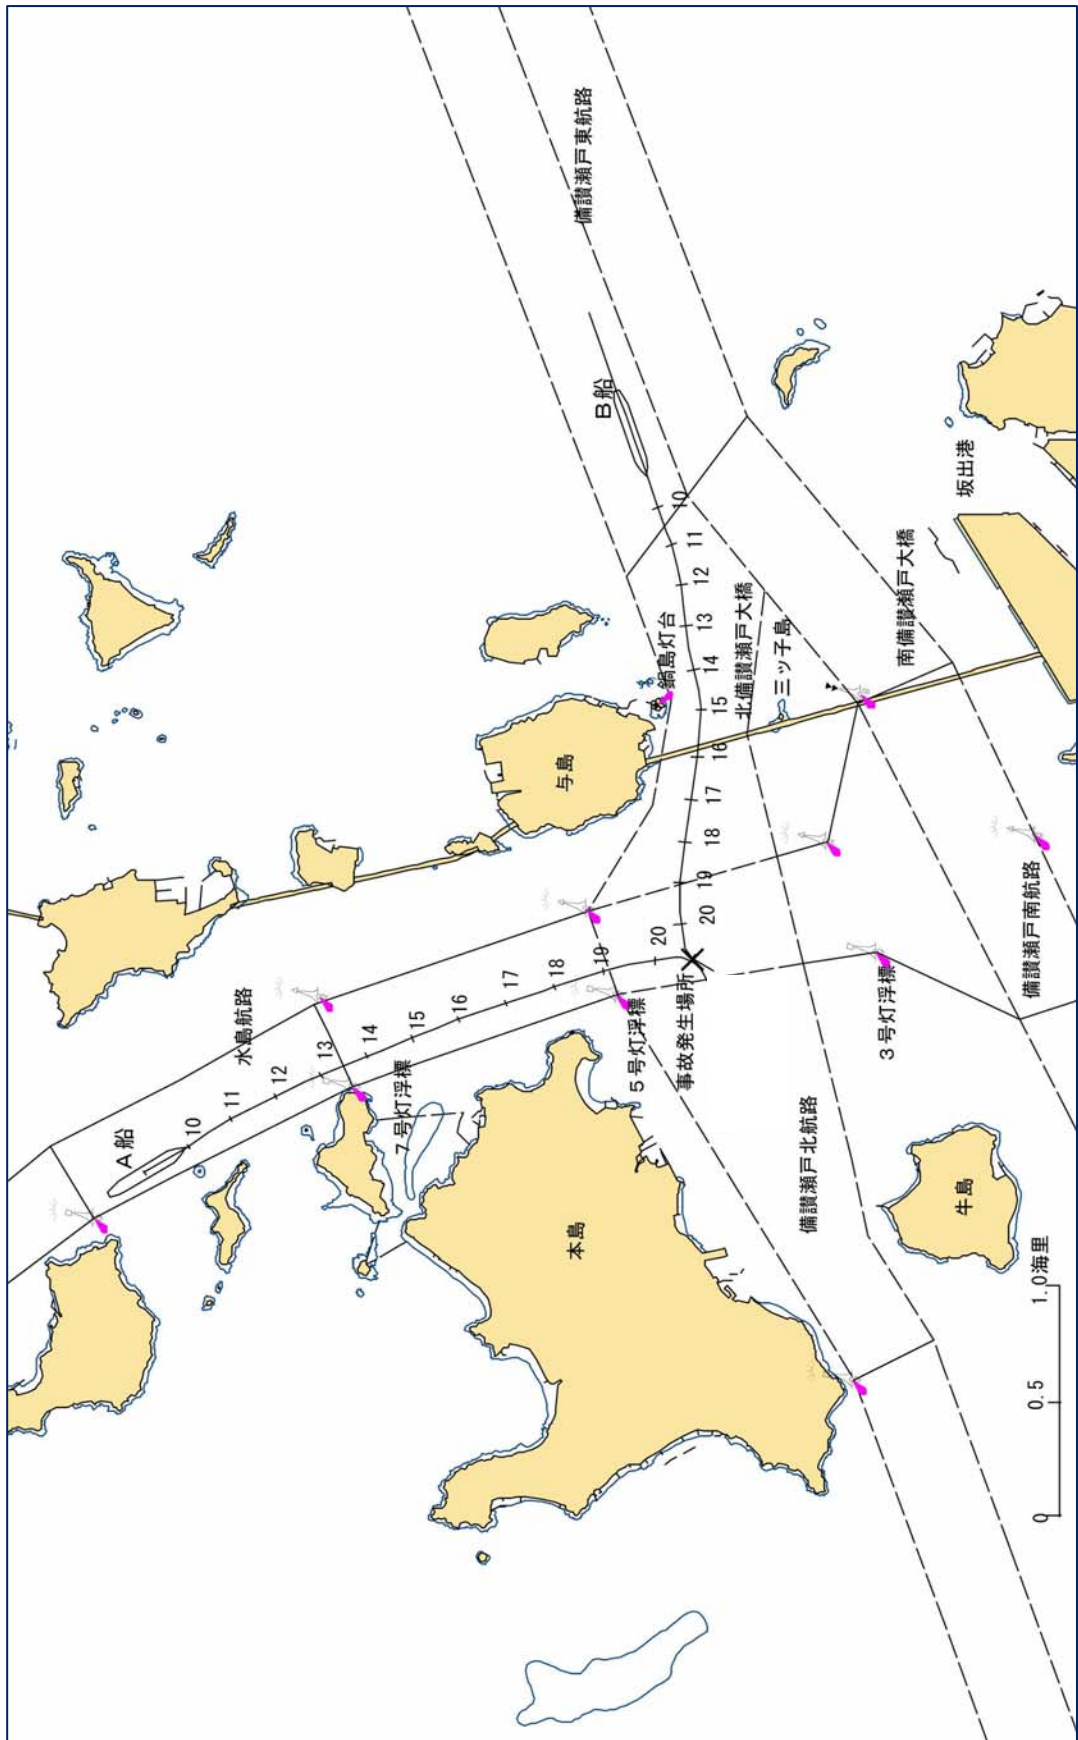 備讃瀬戸東航路
B船
10
11
12
13
14
15
16
17
18
19
20
鍋島灯台
北備讃瀬戸大橋
三ッ子島
南備讃瀬戸大橋
坂出港
与島
水島航路
A船
10
11
12
13
14
15
16
17
18
19
20
7号灯浮標
5号灯浮標
事故発生場所
3号灯浮標
備讃瀬戸南航路
備讃瀬戸北航路
本島
牛島
0
0.5
1.0海里